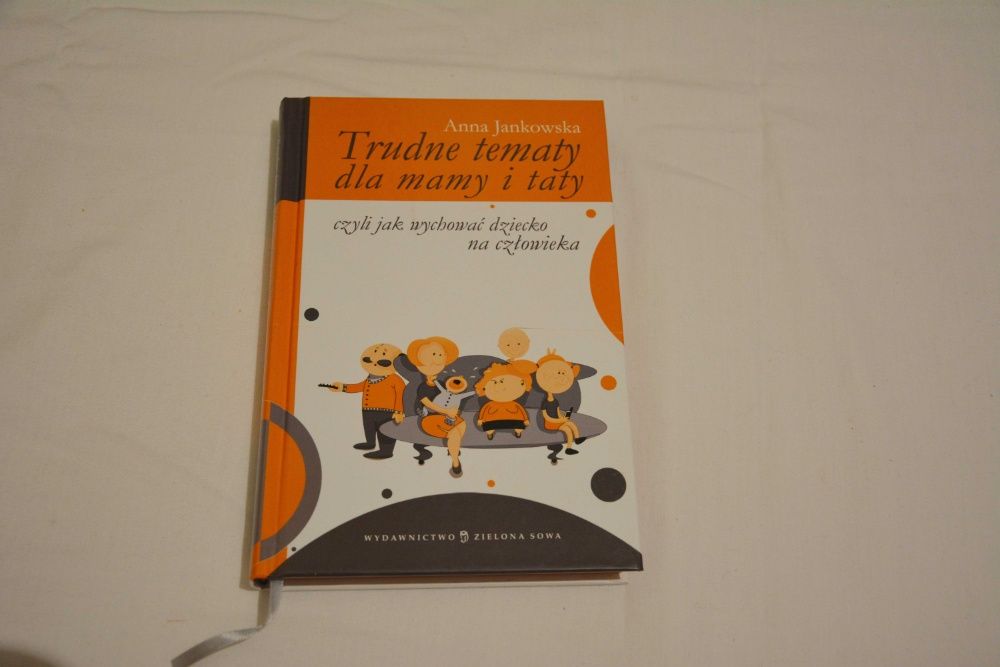 Anna Jankowska
Trudne tematy
dla mamy i taty
czyli jak wychować dziecko
na człowieka
WYDAWNICTWO ZIELONA SOWA